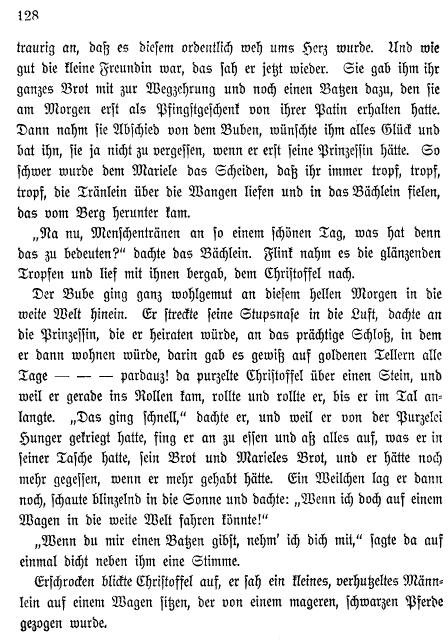 128
traurig an, daß es diesem ordentlich weh ums Herz wurde. Und wie
gut die kleine Freundin war, das sah er jetzt wieder. Sie gab ihm ihr
ganzes Brot mit zur Wegzehrung und noch einen Batzen dazu, den sie
am Morgen erst als Pfingstgeschenk von ihrer Patin erhalten hatte.
Dann nahm sie Abschied von dem Buben, wünschte ihm alles Glück und
bat ihn, sie ja nicht zu vergessen, wenn er erst seine Prinzessin hätte. So
schwer wurde dem Mariele das Scheiden, daß ihr immer tropf, tropf,
tropf, die Tränlein über die Wangen liefen und in das Bächlein fielen,
das vom Berg herunter kam.
„Na nu, Menschentränen an so einem schönen Tag, was hat denn
das zu bedeuten?“ dachte das Bächlein. Flink nahm es die glänzenden
Tropfen und lief mit ihnen bergab, dem Christoffel nach.
Der Bube ging ganz wohlgemut an diesem hellen Morgen in die
weite Welt hinein. Er streckte seine Stupsnase in die Luft, dachte an
die Prinzessin, die er heiraten würde, an das prächtige Schloß, in dem
er dann wohnen würde, darin gab es gewiß auf goldenen Tellern alle
Tage — — — pardauz! da purzelte Christoffel über einen Stein, und
weil er gerade ins Rollen kam, rollte und rollte er, bis er im Tal an-
langte. „Das ging schnell,“ dachte er, und weil er von der Purzelei
Hunger gekriegt hatte, fing er an zu essen und aß alles auf, was er in
seiner Tasche hatte, sein Brot und Marieles Brot, und er hätte noch
mehr gegessen, wenn er mehr gehabt hätte. Ein Weilchen lag er dann
noch, schaute blinzelnd in die Sonne und dachte: „Wenn ich doch auf einem
Wagen in die weite Welt fahren könnte!“
„Wenn du mir einen Batzen gibst, nehm' ich dich mit,“ sagte da auf
einmal dicht neben ihm eine Stimme.
Erschrocken blickte Christoffel auf, er sah ein kleines, verhutzeltes Männ-
lein auf einem Wagen sitzen, der von einem mageren, schwarzen Pferde
gezogen wurde.